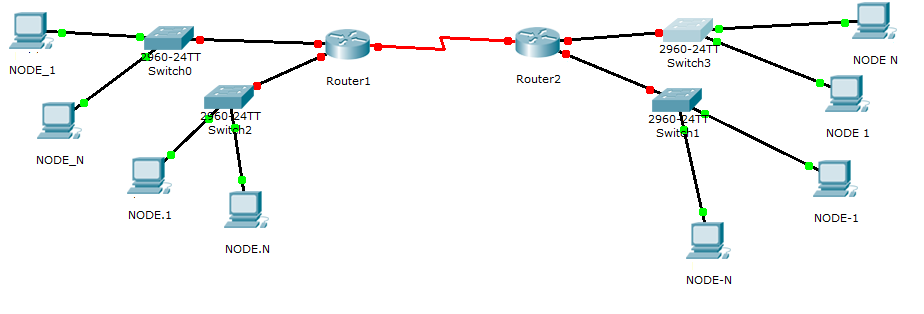 NODE_1
2960-24TT
Switch0
NODE_N
2960-24TT
Switch2
NODE.1
NODE.N
Router1
Router2
2960-24TT
Switch3
NODE N
NODE 1
2960-24TT
Switch1
NODE-1
NODE-N